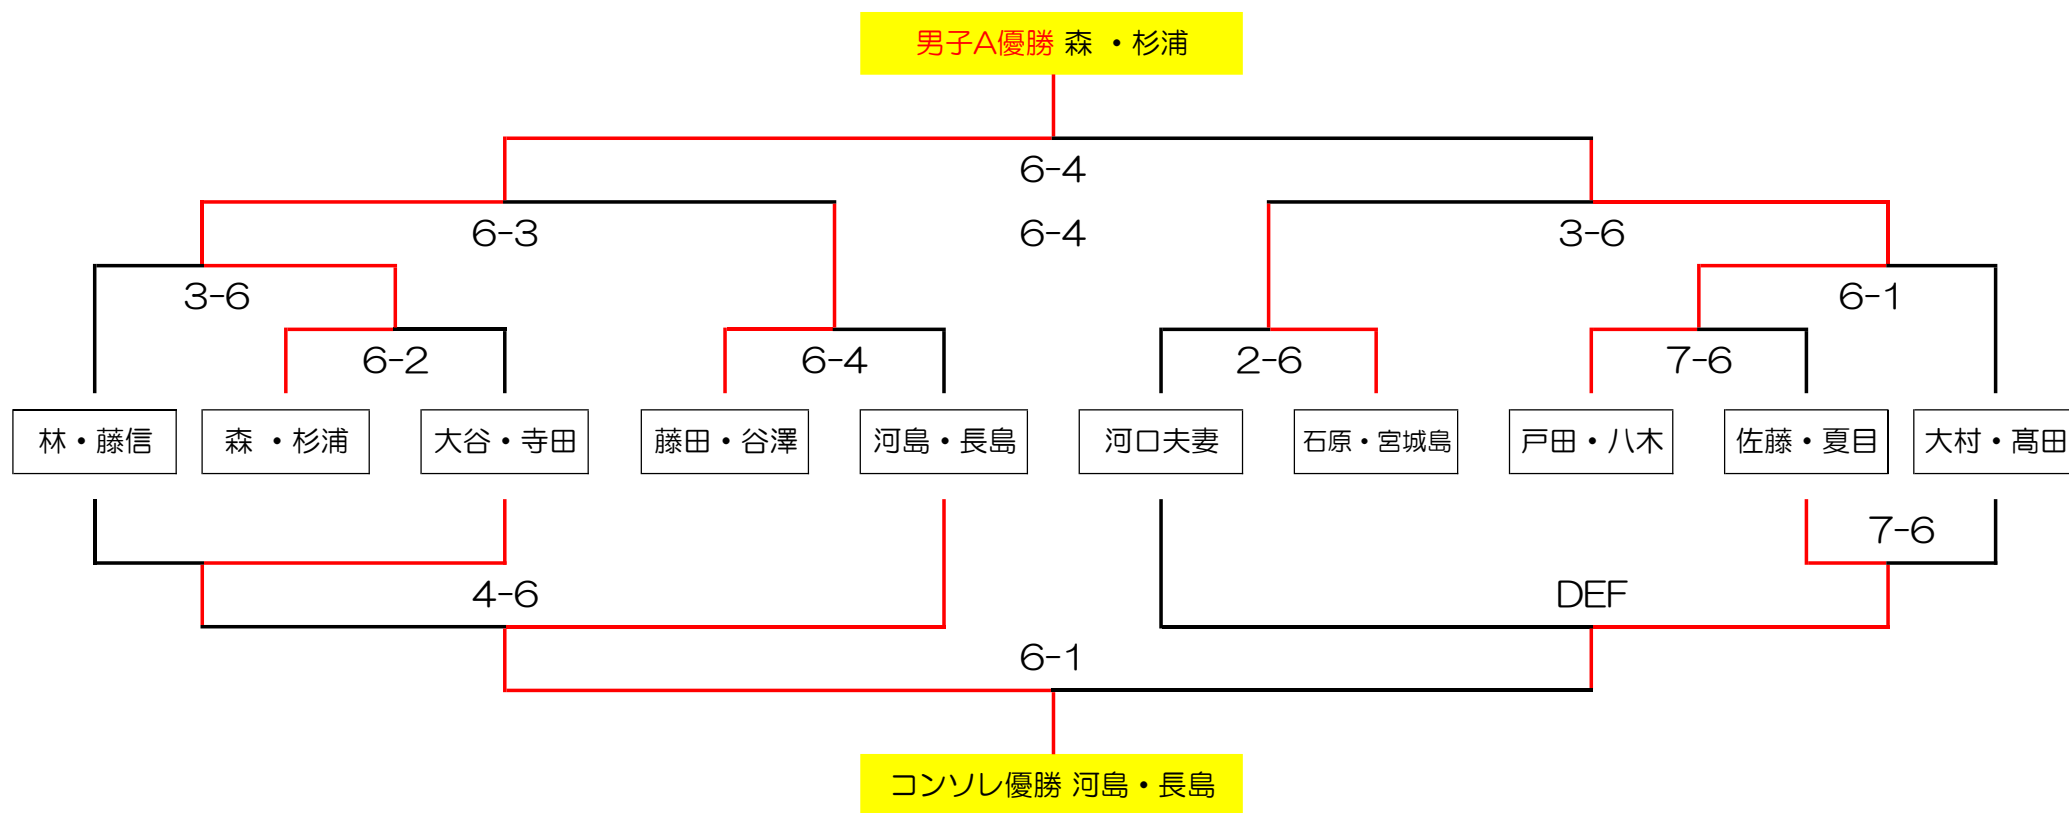 男子A優勝 森 ・杉浦
6-4
6-3
6-4
3-6
3-6
6-1
6-2
6-4
2-6
7-6
林・藤信
森 ・杉浦
大谷・寺田
藤田・谷澤
河島・長島
河口夫妻
石原・宮城島
戸田・八木
佐藤・夏目
大村・髙田
7-6
4-6
DEF
6-1
コンソレ優勝 河島・長島